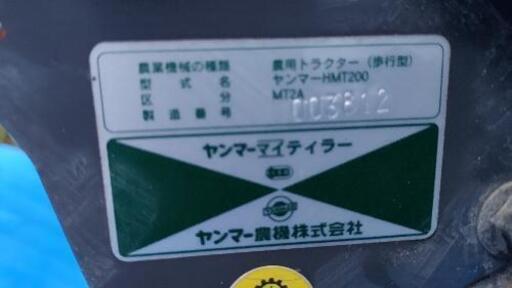 農業機械の種類 農用トラクター(歩行型)
型式名 ヤンマーHMT200
区分 MT2A
製造番号 003812
ヤンマーマイティラー
ヤンマー農機株式会社